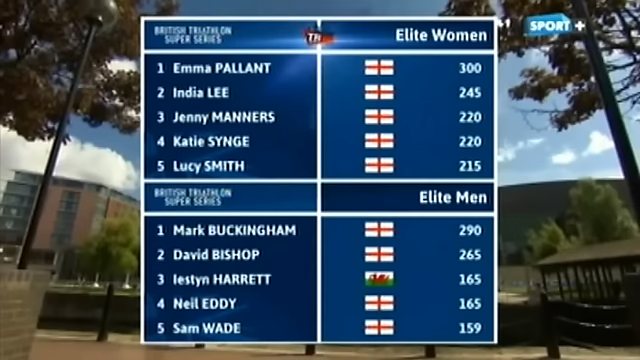 BRITISH TRIATHLON
SUPER SERIES
TR
Elite Women
SPORT +
1 Emma PALLANT 300
2 India LEE 245
3 Jenny MANNERS 220
4 Katie SYNGE 220
5 Lucy SMITH 215
BRITISH TRIATHLON
SUPER SERIES
Elite Men
1 Mark BUCKINGHAM 290
2 David BISHOP 265
3 Iestyn HARRETT 165
4 Neil EDDY 165
5 Sam WADE 159